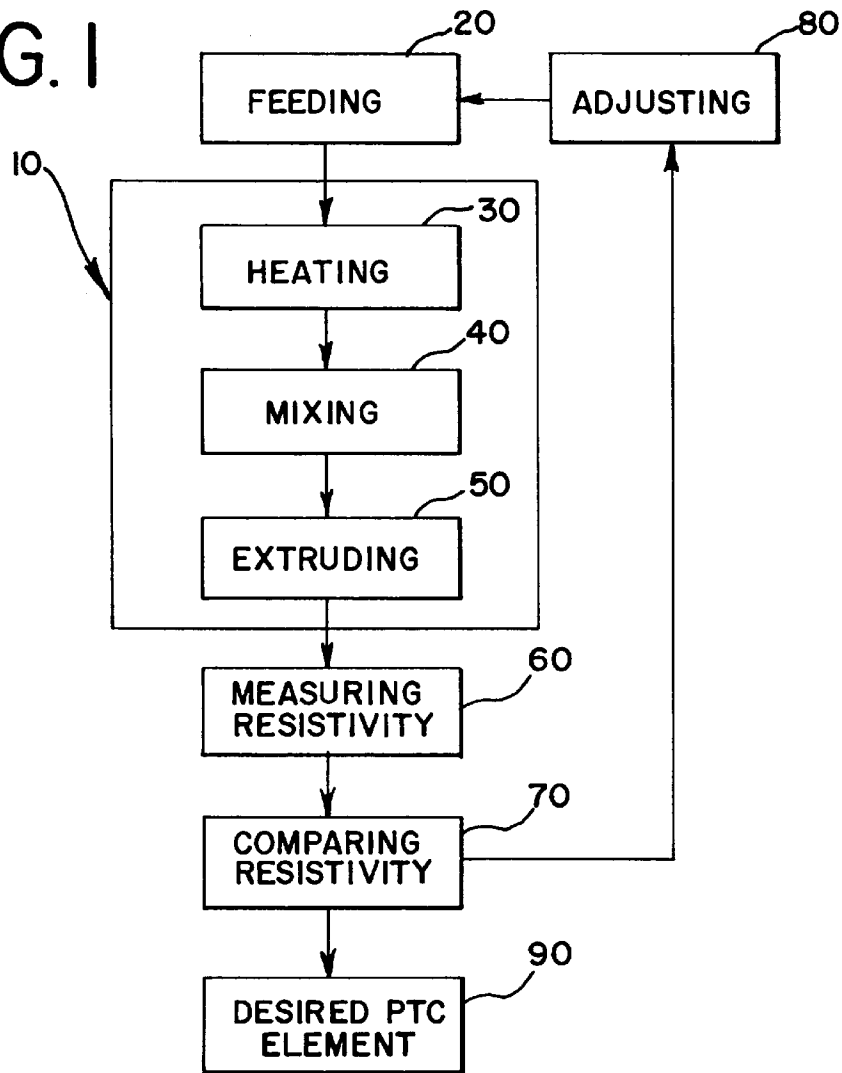 G. 1
20
80
FEEDING
ADJUSTING
10
30
HEATING
40
MIXING
50
EXTRUDING
60
MEASURING
RESISTIVITY
70
COMPARING
RESISTIVITY
90
DESIRED PTC
ELEMENT